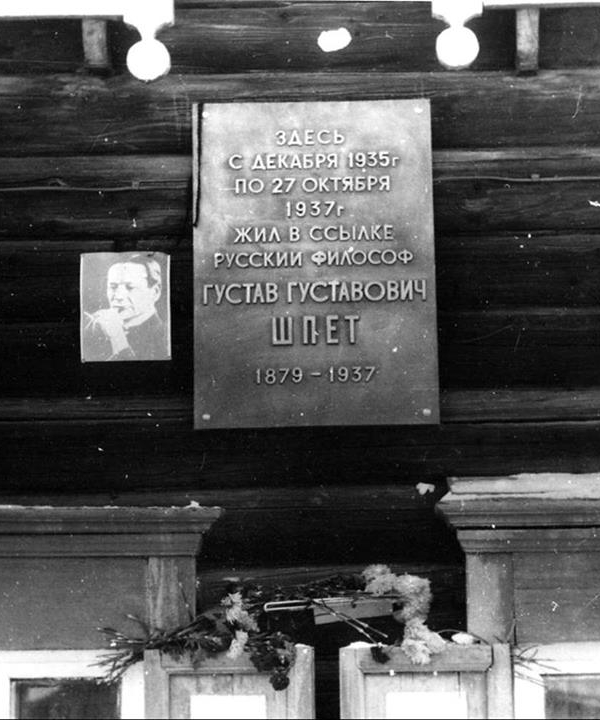 ЗДЕСЬ
С ДЕКАБРЯ 1935г
ПО 27 ОКТЯБРЯ
1937г
ЖИЛ В ССЫЛКЕ
РУССКИЙ ФИЛОСОФ
ГУСТАВ ГУСТАВОВИЧ
ШПЕТ
1879 – 1937